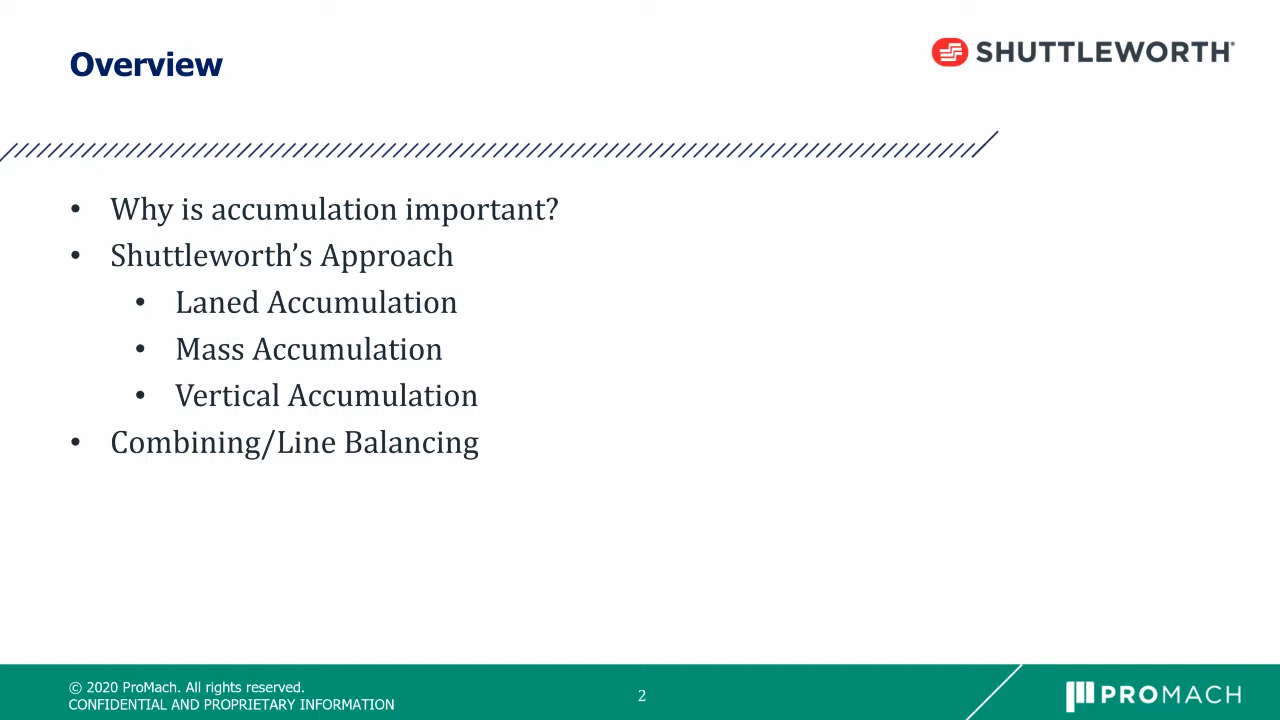 Overview
SHUTTLEWORTH®
• Why is accumulation important?
• Shuttleworth’s Approach
• Laned Accumulation
• Mass Accumulation
• Vertical Accumulation
• Combining/Line Balancing
© 2020 ProMach. All rights reserved.
CONFIDENTIAL AND PROPRIETARY INFORMATION
2
PROMACH